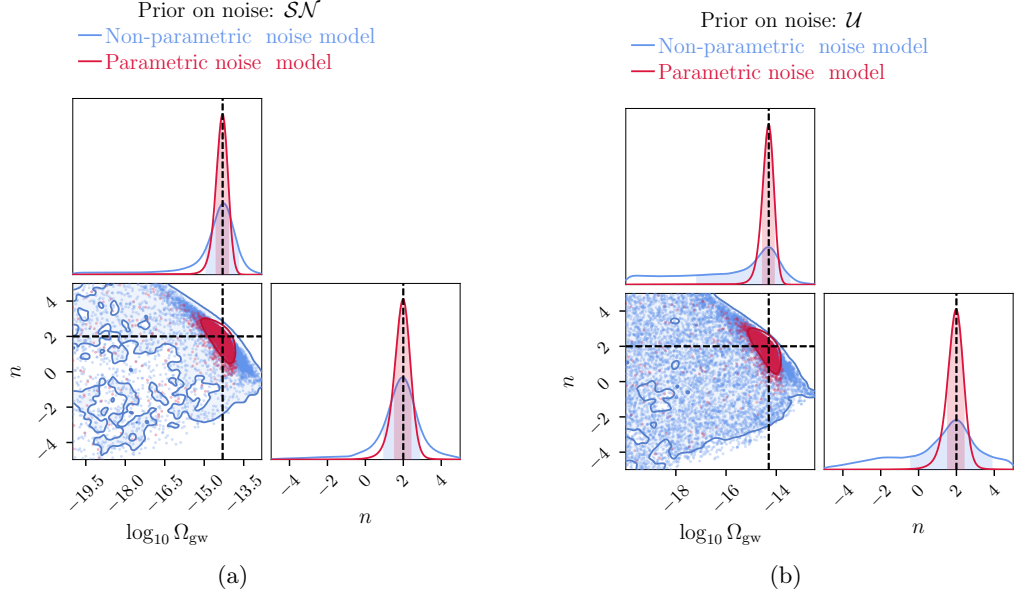 Prior on noise: 𝒮𝒩
Non-parametric noise model
Parametric noise model
n
4
2
0
−2
−4
−19.5
−18.0
−16.5
−15.0
−13.5
log₁₀ Ω_gw
−4
−2
0
2
4
n
(a)
Prior on noise: 𝒰
Non-parametric noise model
Parametric noise model
n
4
2
0
−2
−4
−18
−16
−14
log₁₀ Ω_gw
−4
−2
0
2
4
n
(b)